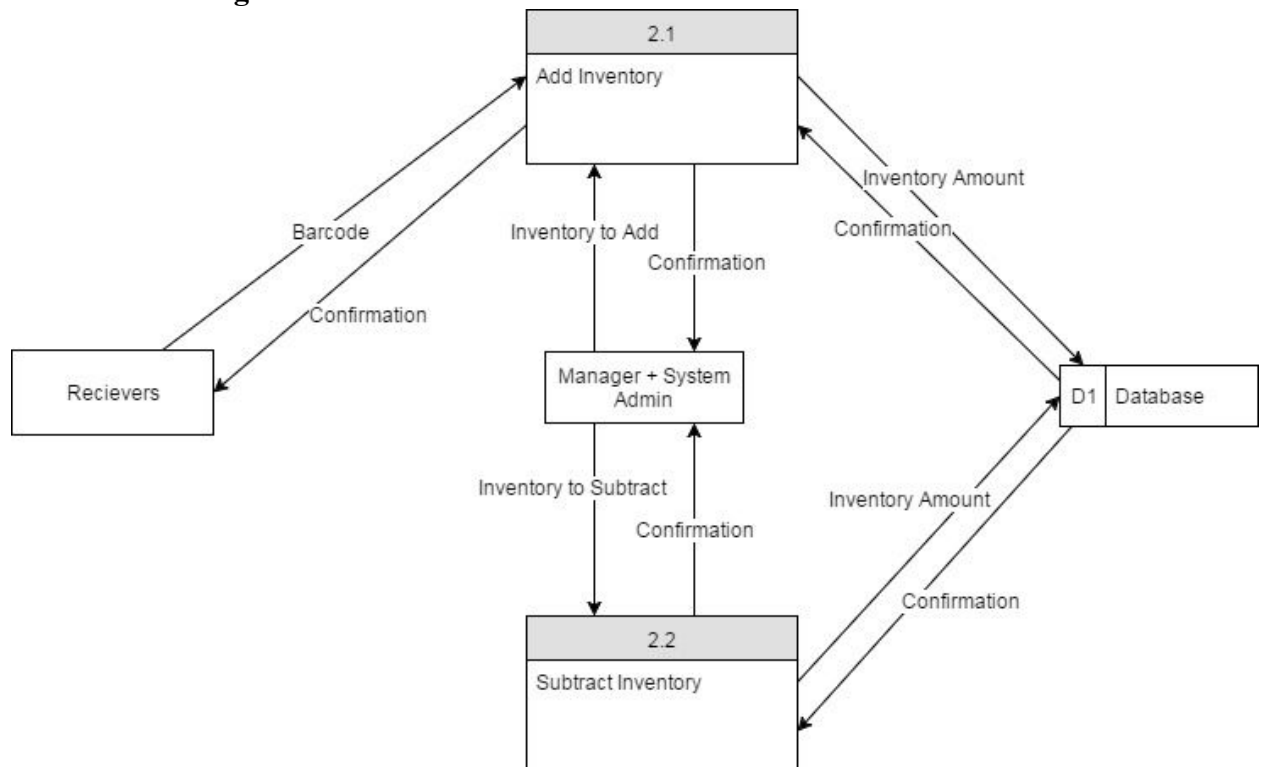 2.1
Add Inventory
Inventory Amount
Barcode
Inventory to Add
Confirmation
Confirmation
Confirmation
Recievers
Manager + System
Admin
D1
Database
Inventory to Subtract
Inventory Amount
Confirmation
Confirmation
2.2
Subtract Inventory